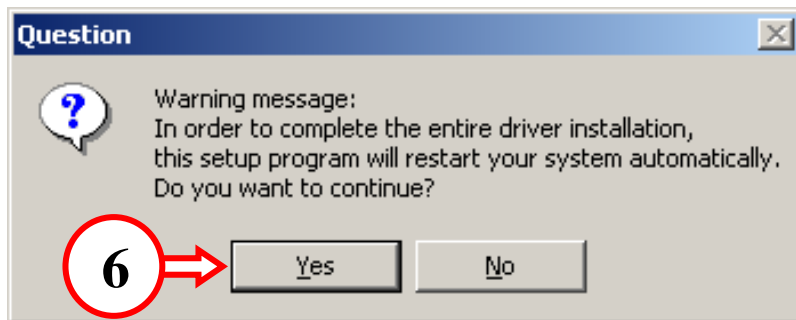 Question
?
Warning message:
In order to complete the entire driver installation,
this setup program will restart your system automatically.
Do you want to continue?
6
Yes
No